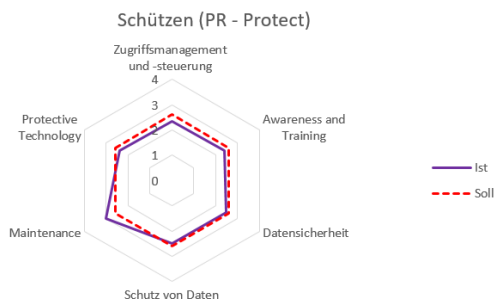 Schützen (PR - Protect)
Zugriffsmanagement
und -steuerung
4
3
2
1
0
Protective
Technology
Awareness and
Training
Ist
Soll
Maintenance
Datensicherheit
Schutz von Daten